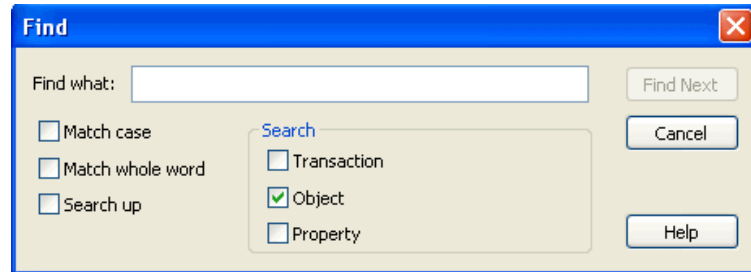 Find
Find what:
Find Next
Match case
Match whole word
Search up
Search
Transaction
Object
Property
Cancel
Help